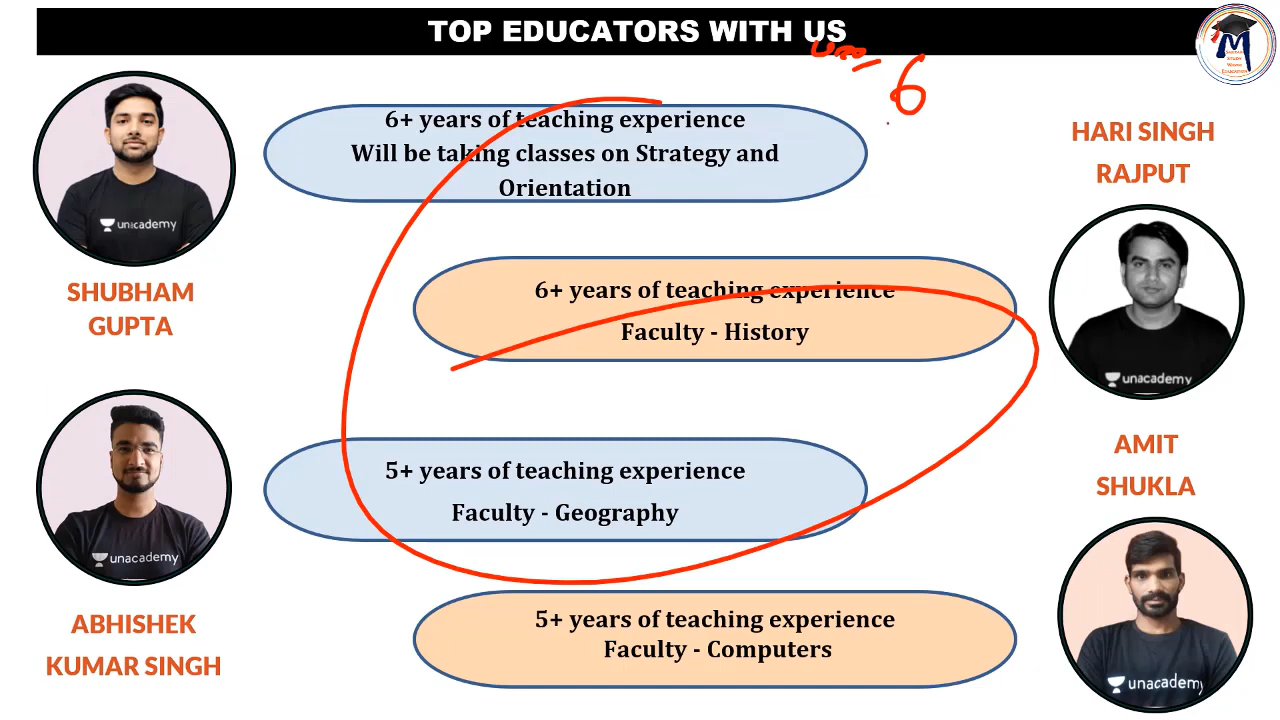 TOP EDUCATORS WITH US
6
6+ years of teaching experience
Will be taking classes on Strategy and
Orientation
unacademy
SHUBHAM
GUPTA
HARI SINGH
RAJPUT
6+ years of teaching experience
Faculty - History
unacademy
5+ years of teaching experience
Faculty - Geography
unacademy
ABHISHEK
KUMAR SINGH
AMIT
SHUKLA
5+ years of teaching experience
Faculty - Computers
unacademy